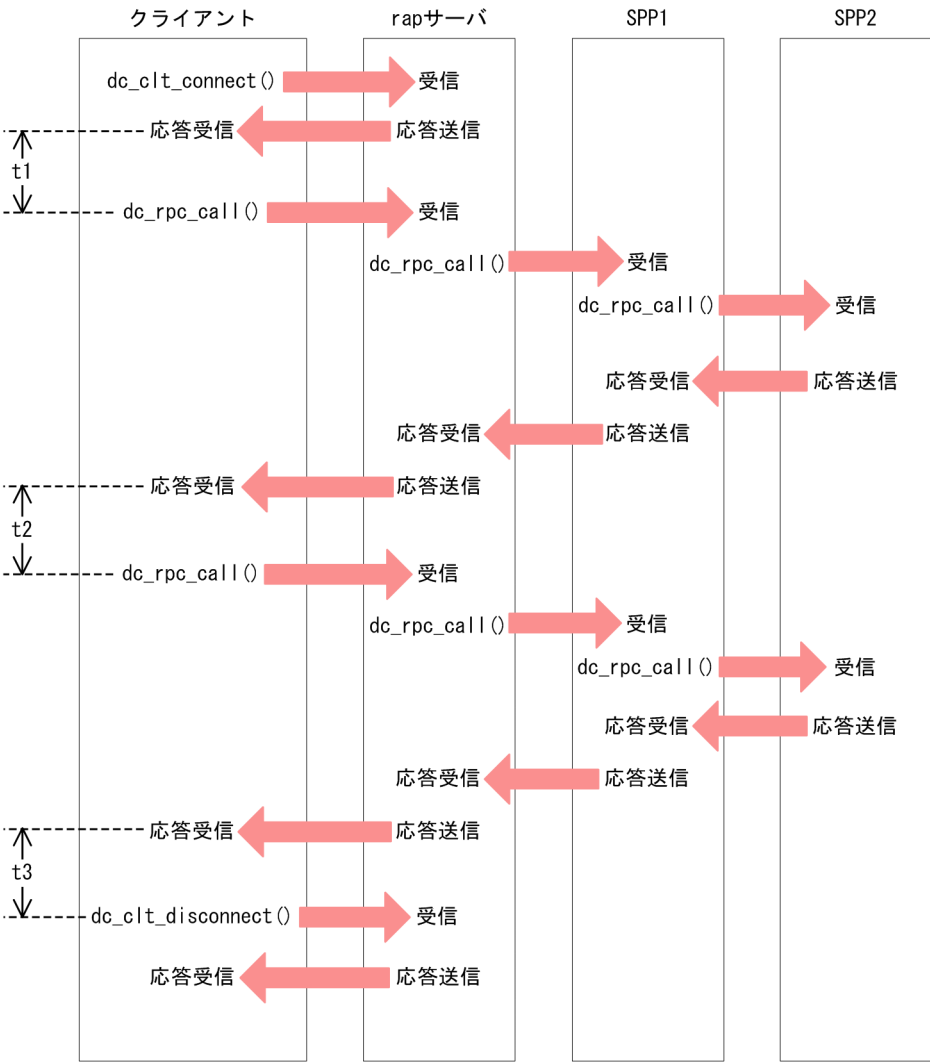 クライアント rapサーバ SPP1 SPP2
dc_clt_connect() 受信
応答受信 応答送信
t1
dc_rpc_call() 受信
dc_rpc_call() 受信
dc_rpc_call() 受信
応答受信 応答送信
応答受信 応答送信
応答受信 応答送信
t2
dc_rpc_call() 受信
dc_rpc_call() 受信
dc_rpc_call() 受信
応答受信 応答送信
応答受信 応答送信
応答受信 応答送信
t3
dc_clt_disconnect() 受信
応答受信 応答送信